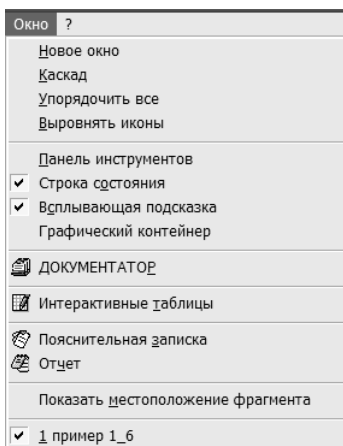 Окно ?
Новое окно
Каскад
Упорядочить все
Выровнять иконы
Панель инструментов
Строка состояния
Всплывающая подсказка
Графический контейнер
ДОКУМЕНТАТОР
Интерактивные таблицы
Пояснительная записка
Отчет
Показать местоположение фрагмента
1 пример 1_6